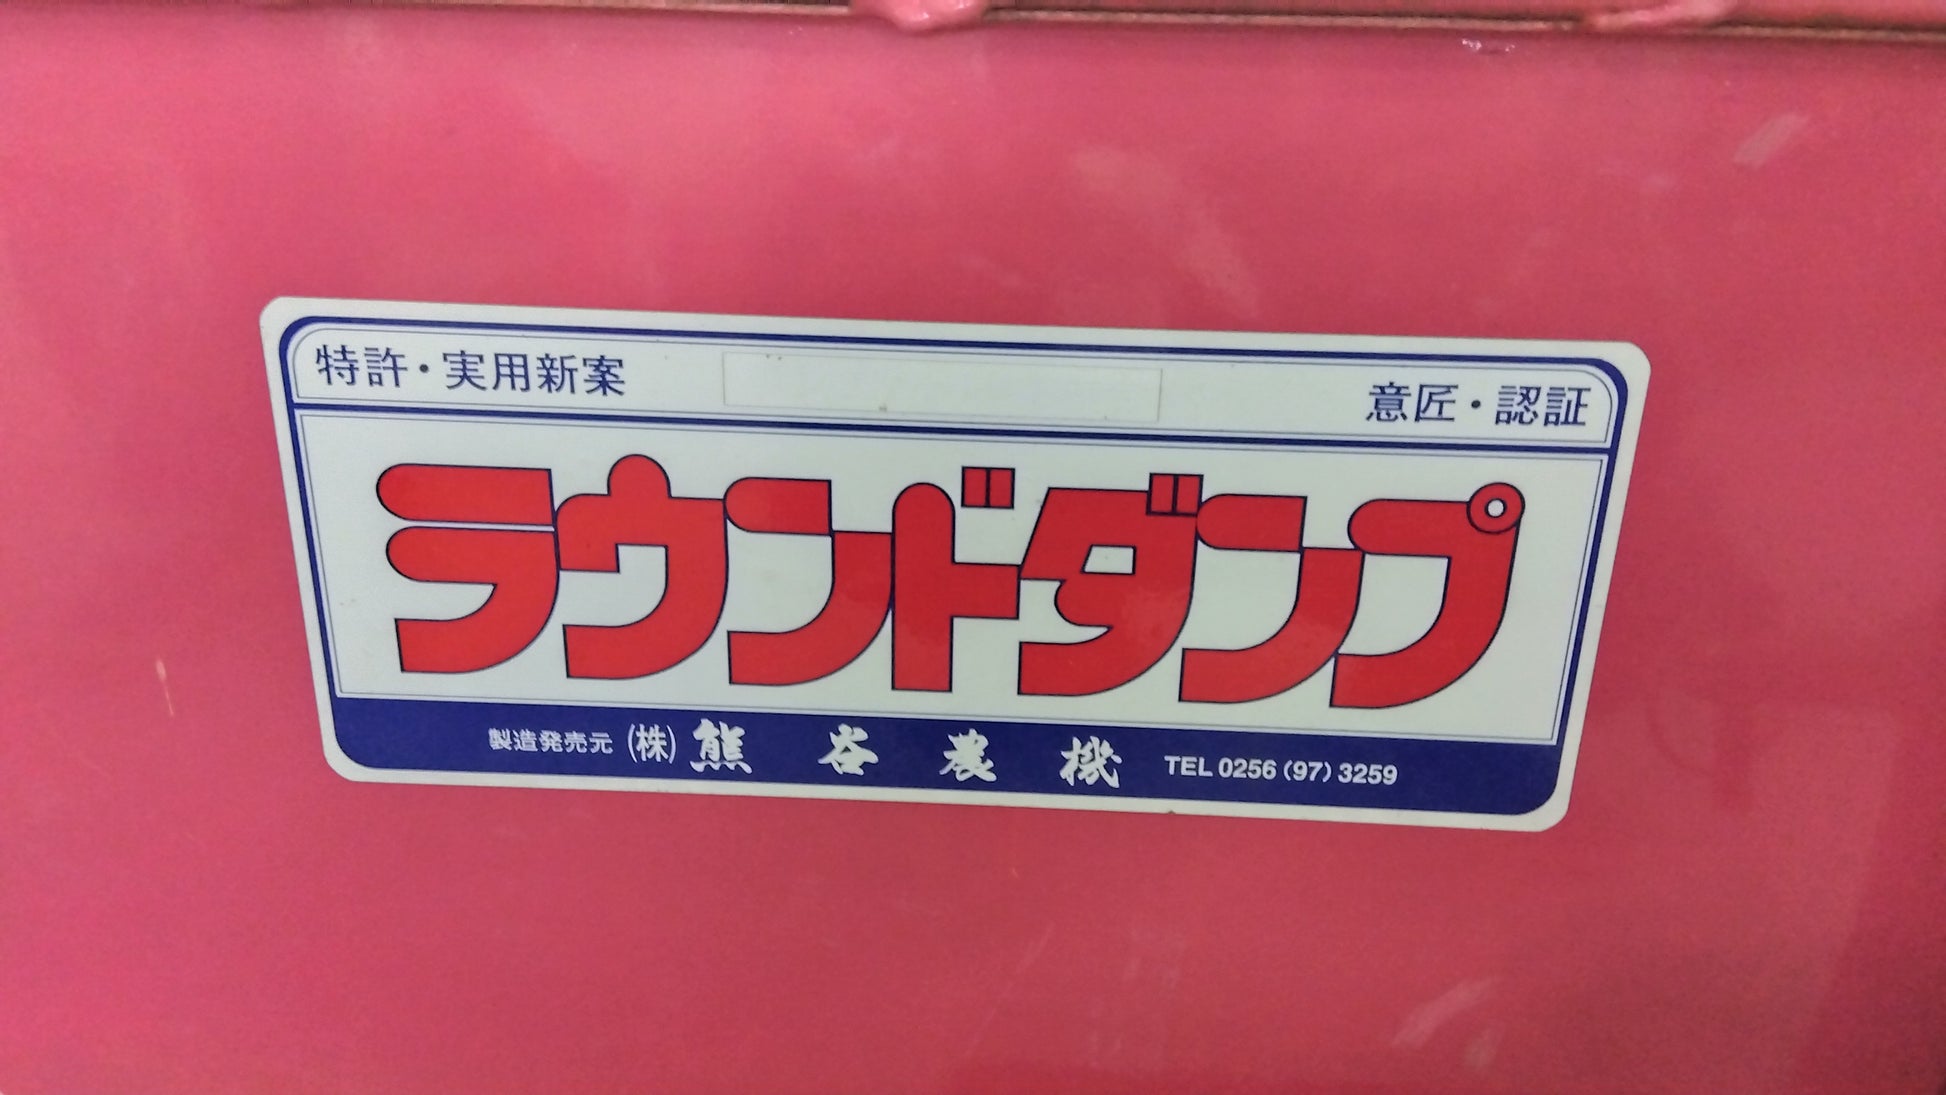 特許・実用新案 意匠・認証
ラウンドダンプ
製造発売元 (株) 熊谷農機 TEL 0256 (97) 3259